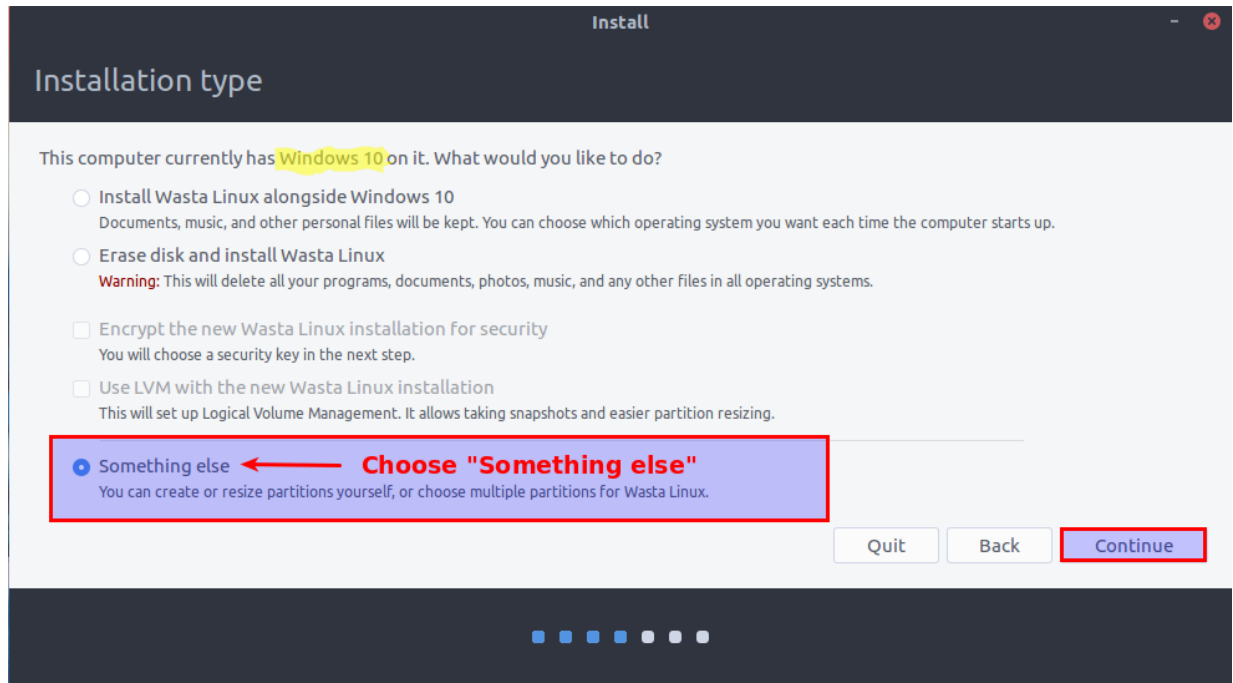 Install
Installation type
This computer currently has Windows 10 on it. What would you like to do?
Install Wasta Linux alongside Windows 10
Documents, music, and other personal files will be kept. You can choose which operating system you want each time the computer starts up.
Erase disk and install Wasta Linux
Warning: This will delete all your programs, documents, photos, music, and any other files in all operating systems.
Encrypt the new Wasta Linux installation for security
You will choose a security key in the next step.
Use LVM with the new Wasta Linux installation
This will set up Logical Volume Management. It allows taking snapshots and easier partition resizing.
Something else Choose "Something else"
You can create or resize partitions yourself, or choose multiple partitions for Wasta Linux.
Quit Back Continue